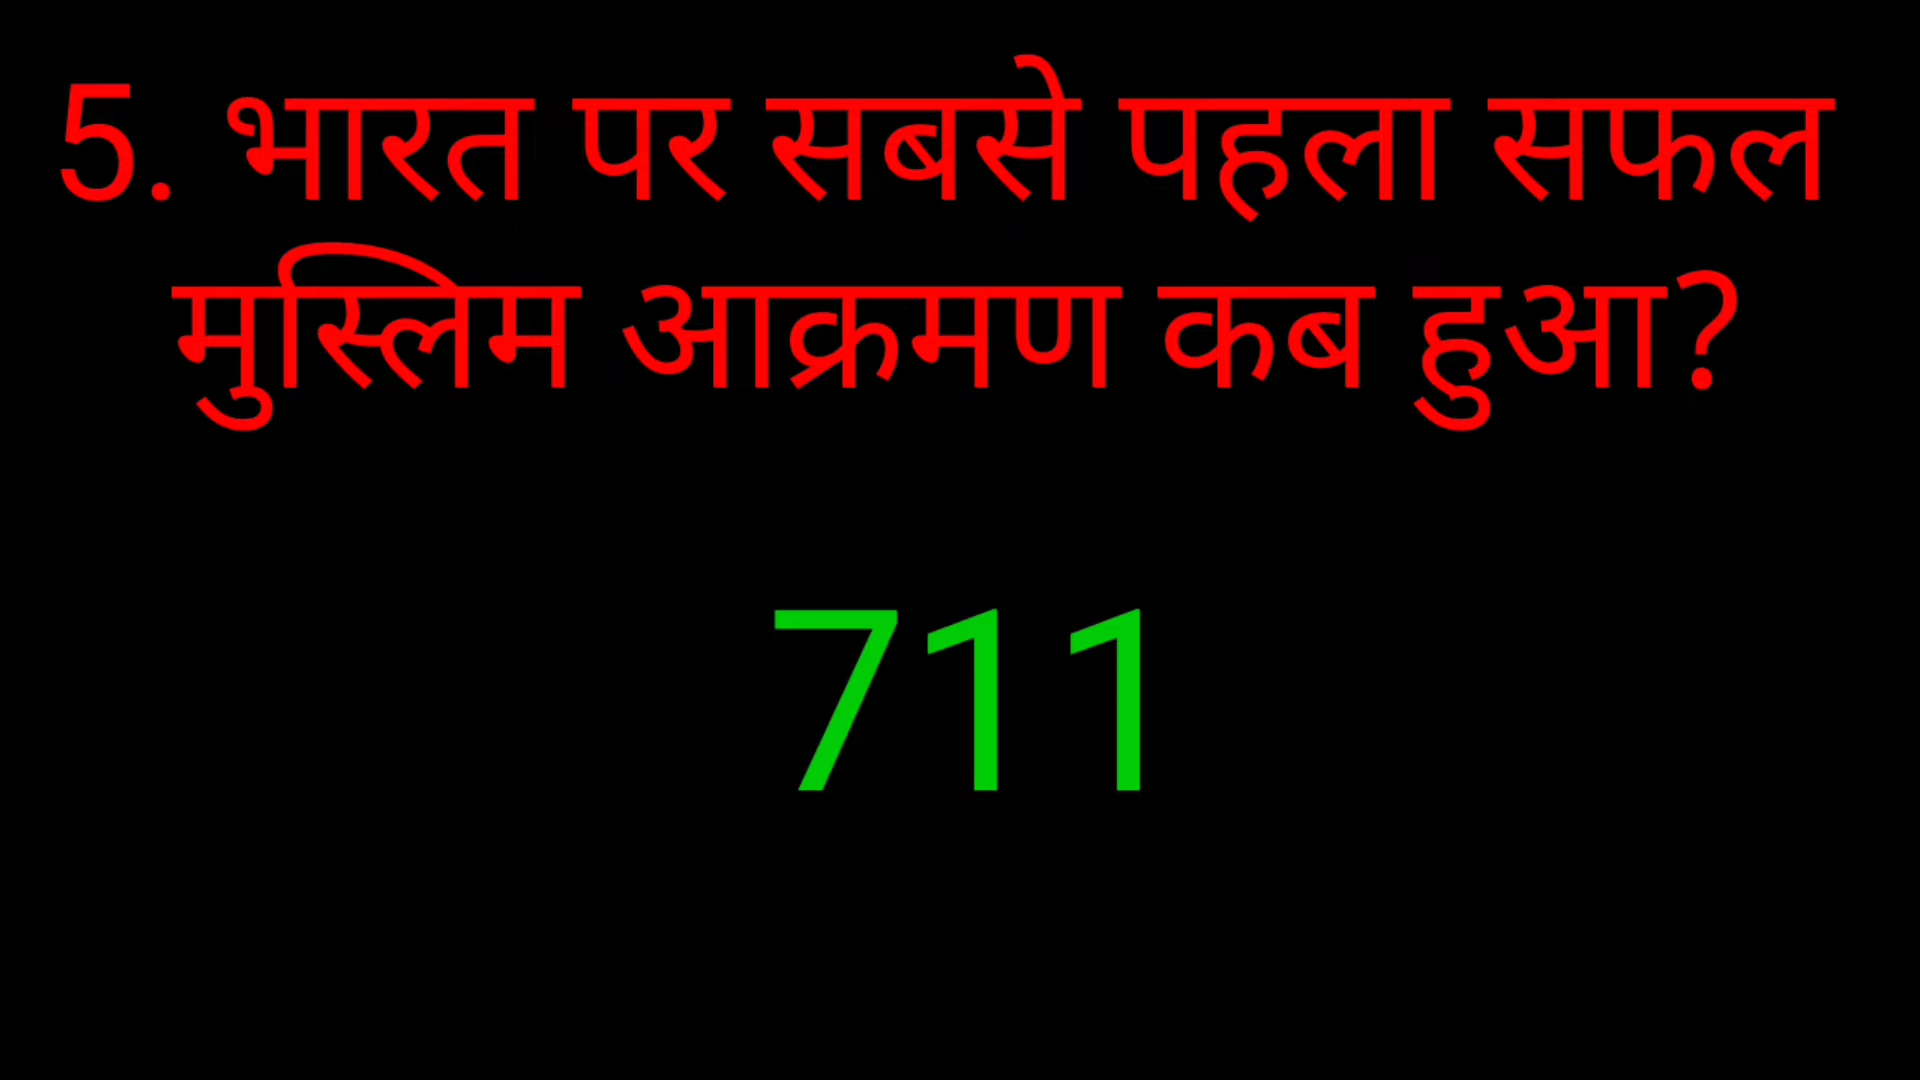 5. भारत पर सबसे पहला सफल
मुस्लिम आक्रमण कब हुआ?
711